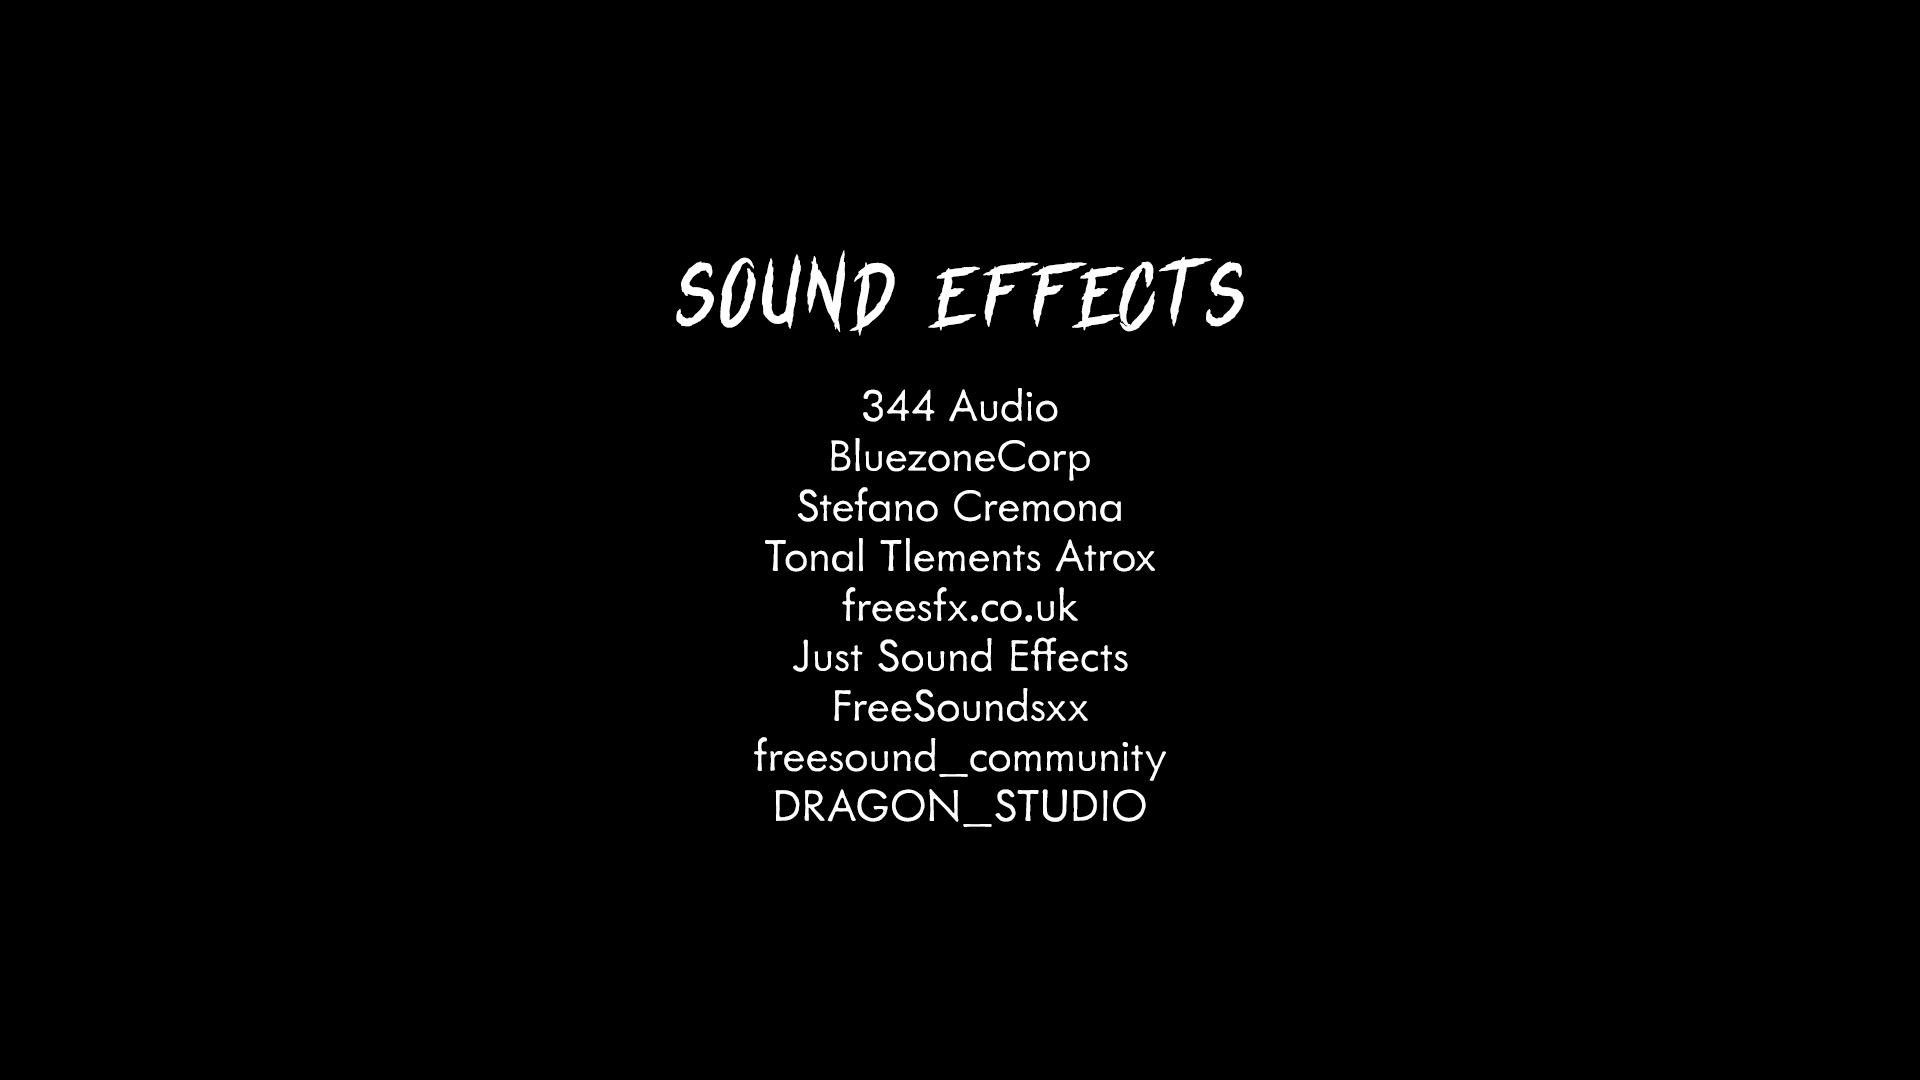 SOUND EFFECTS
344 Audio
BluezoneCorp
Stefano Cremona
Tonal Tlements Atrox
freesfx.co.uk
Just Sound Effects
FreeSoundsxx
freesound_community
DRAGON_STUDIO